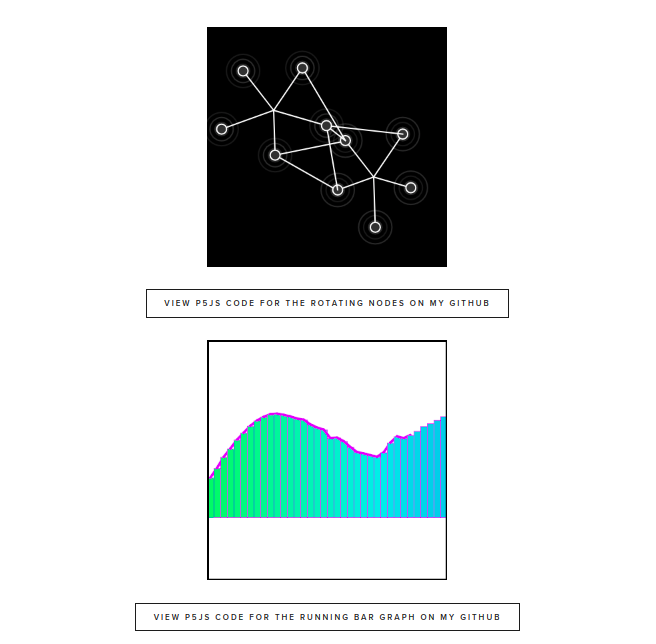 VIEW P5JS CODE FOR THE ROTATING NODES ON MY GITHUB
VIEW P5JS CODE FOR THE RUNNING BAR GRAPH ON MY GITHUB